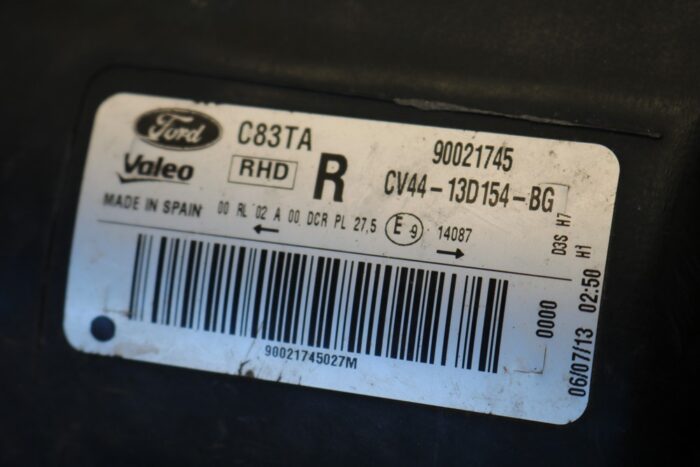 Ford C83TA 90021745
Valeo RHD R CV44-13D154-BG
MADE IN SPAIN 00 RL 02 A 00 DCR PL 27,5 E 9 14087
D3S H7
H1
90021745027M
0000
06/07/13 02:50